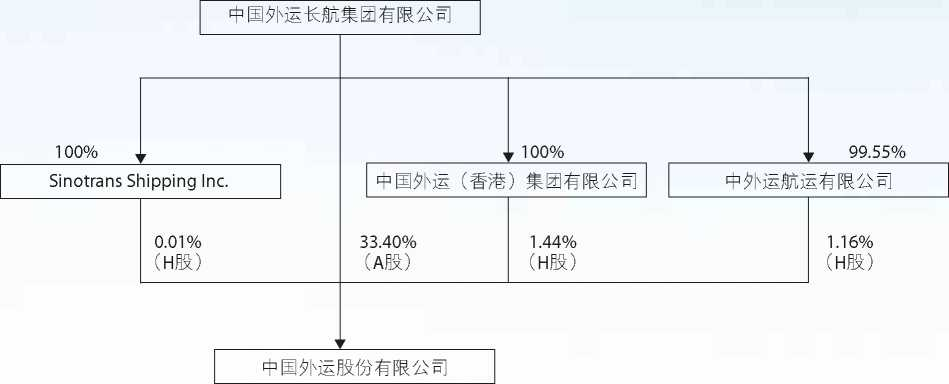 中国外运长航集团有限公司
100%
100%
99.55%
Sinotrans Shipping Inc.
中国外运（香港）集团有限公司
中外运航运有限公司
0.01%
（H股）
33.40%
（A股）
1.44%
（H股）
1.16%
（H股）
中国外运股份有限公司